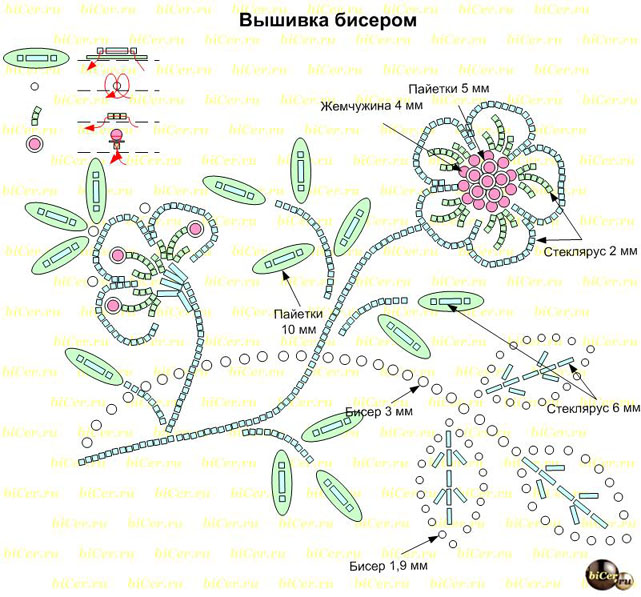 Вышивка бисером
Пайетки 5 мм
Жемчужина 4 мм
Стеклярус 2 мм
Пайетки
10 мм
Бисер 3 мм
Стеклярус 6 мм
Бисер 1,9 мм
biCer.ru